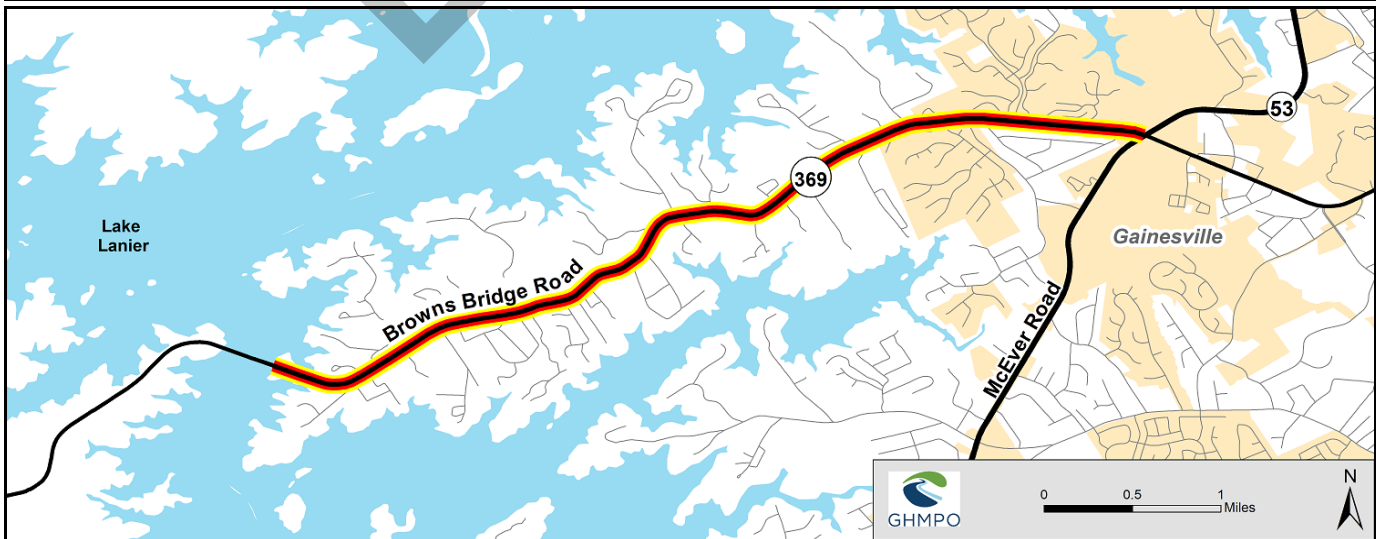 53
369
Lake
Lanier
Gainesville
Browns Bridge Road
McEver Road
GHMPO
0 0.5 1
Miles
N